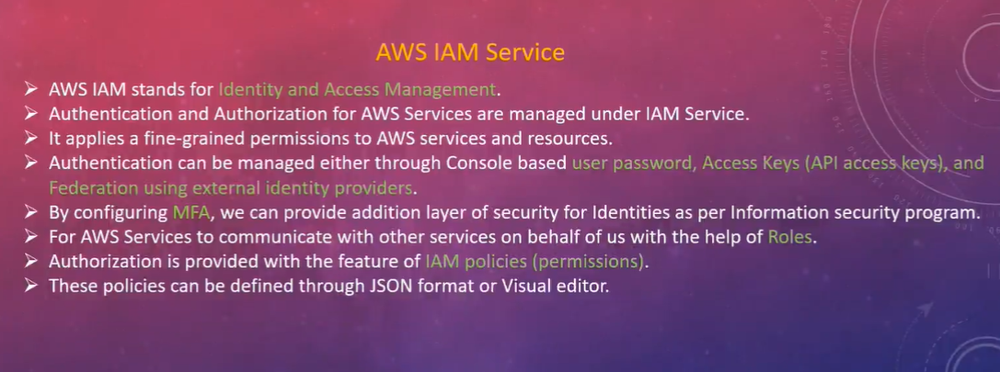 AWS IAM Service
➢ AWS IAM stands for Identity and Access Management.
➢ Authentication and Authorization for AWS Services are managed under IAM Service.
➢ It applies a fine-grained permissions to AWS services and resources.
➢ Authentication can be managed either through Console based user password, Access Keys (API access keys), and
Federation using external identity providers.
➢ By configuring MFA, we can provide addition layer of security for Identities as per Information security program.
➢ For AWS Services to communicate with other services on behalf of us with the help of Roles.
➢ Authorization is provided with the feature of IAM policies (permissions).
➢ These policies can be defined through JSON format or Visual editor.